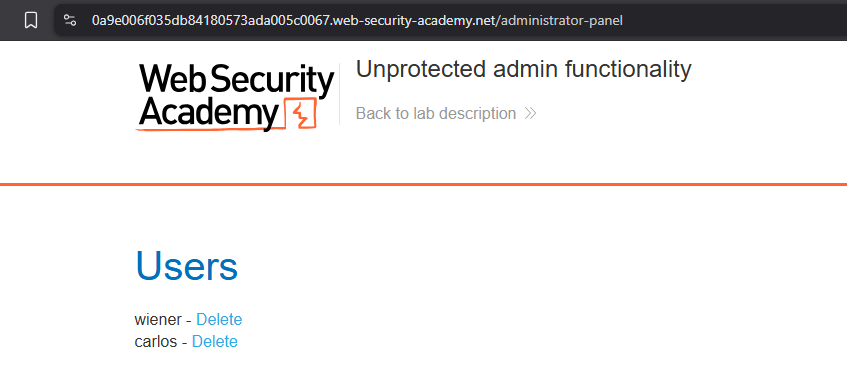 0a9e006f035db84180573ada005c0067.web-security-academy.net/administrator-panel
Web Security
Academy
Unprotected admin functionality
Back to lab description
Users
wiener - Delete
carlos - Delete